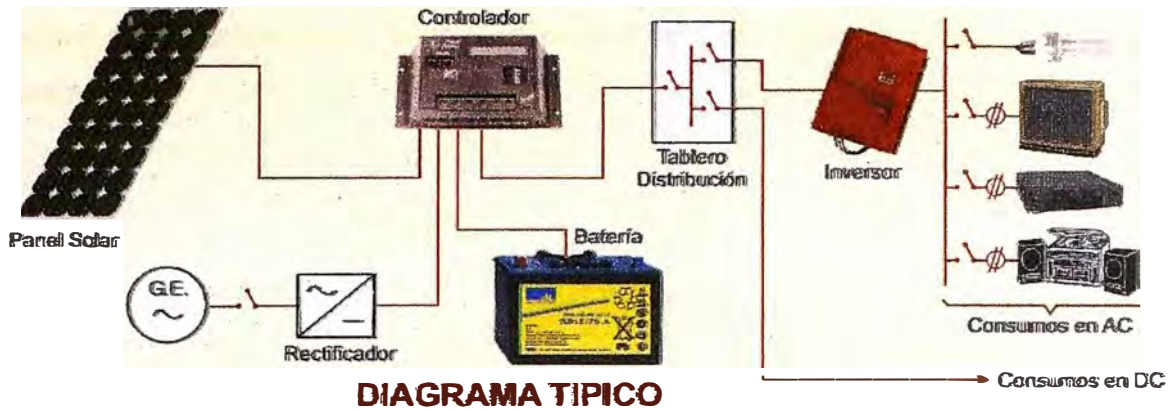 Controlador
Tablero
Distribución
Inversor
Panel Solar
Batería
G.E.
Rectificador
Consumos en AC
Consumos en DC
DIAGRAMA TIPICO